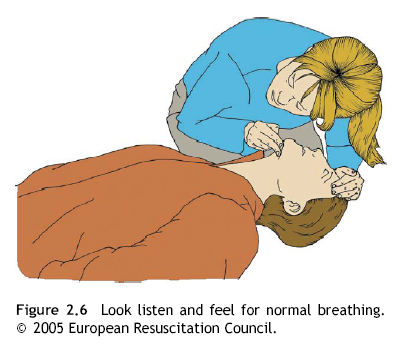 Figure 2.6 Look listen and feel for normal breathing.
© 2005 European Resuscitation Council.